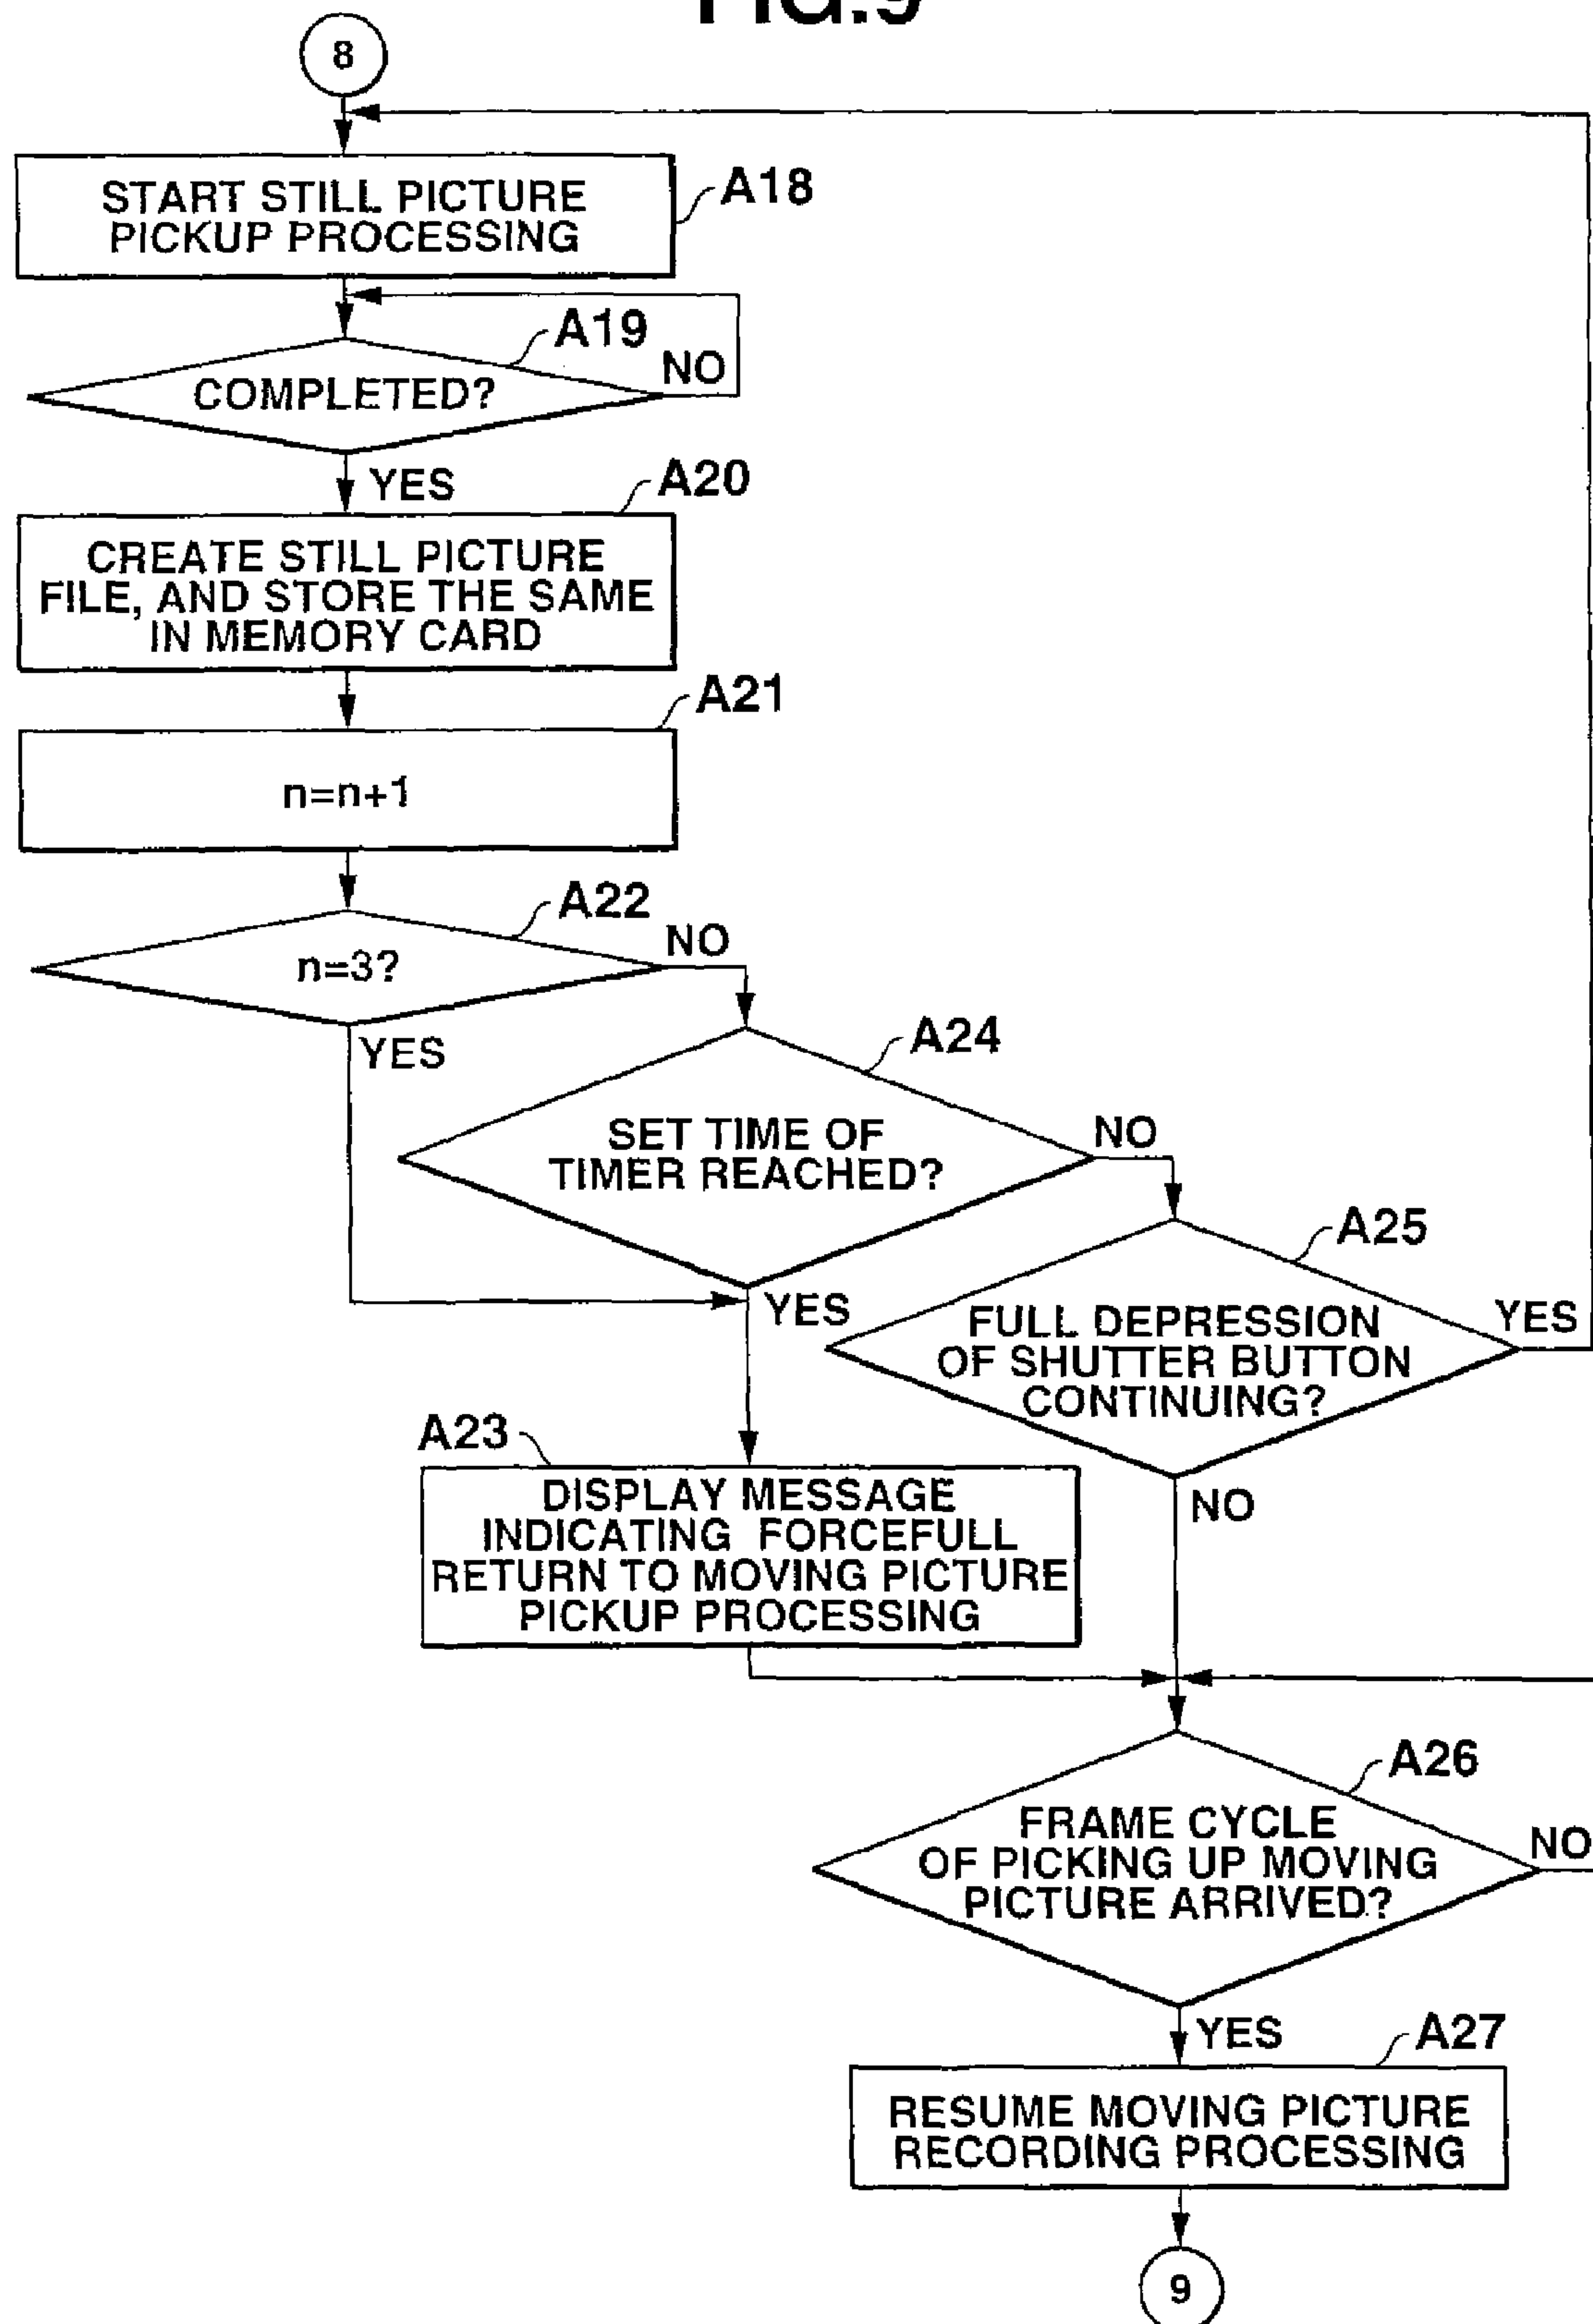 FIG.9
8
START STILL PICTURE
PICKUP PROCESSING
A18
A19
COMPLETED?
NO
YES
A20
CREATE STILL PICTURE
FILE, AND STORE THE SAME
IN MEMORY CARD
A21
n=n+1
A22
n=3?
NO
YES
A24
SET TIME OF
TIMER REACHED?
NO
YES
A25
FULL DEPRESSION
OF SHUTTER BUTTON
CONTINUING?
YES
NO
A23
DISPLAY MESSAGE
INDICATING FORCEFULL
RETURN TO MOVING PICTURE
PICKUP PROCESSING
A26
FRAME CYCLE
OF PICKING UP MOVING
PICTURE ARRIVED?
NO
YES
A27
RESUME MOVING PICTURE
RECORDING PROCESSING
9